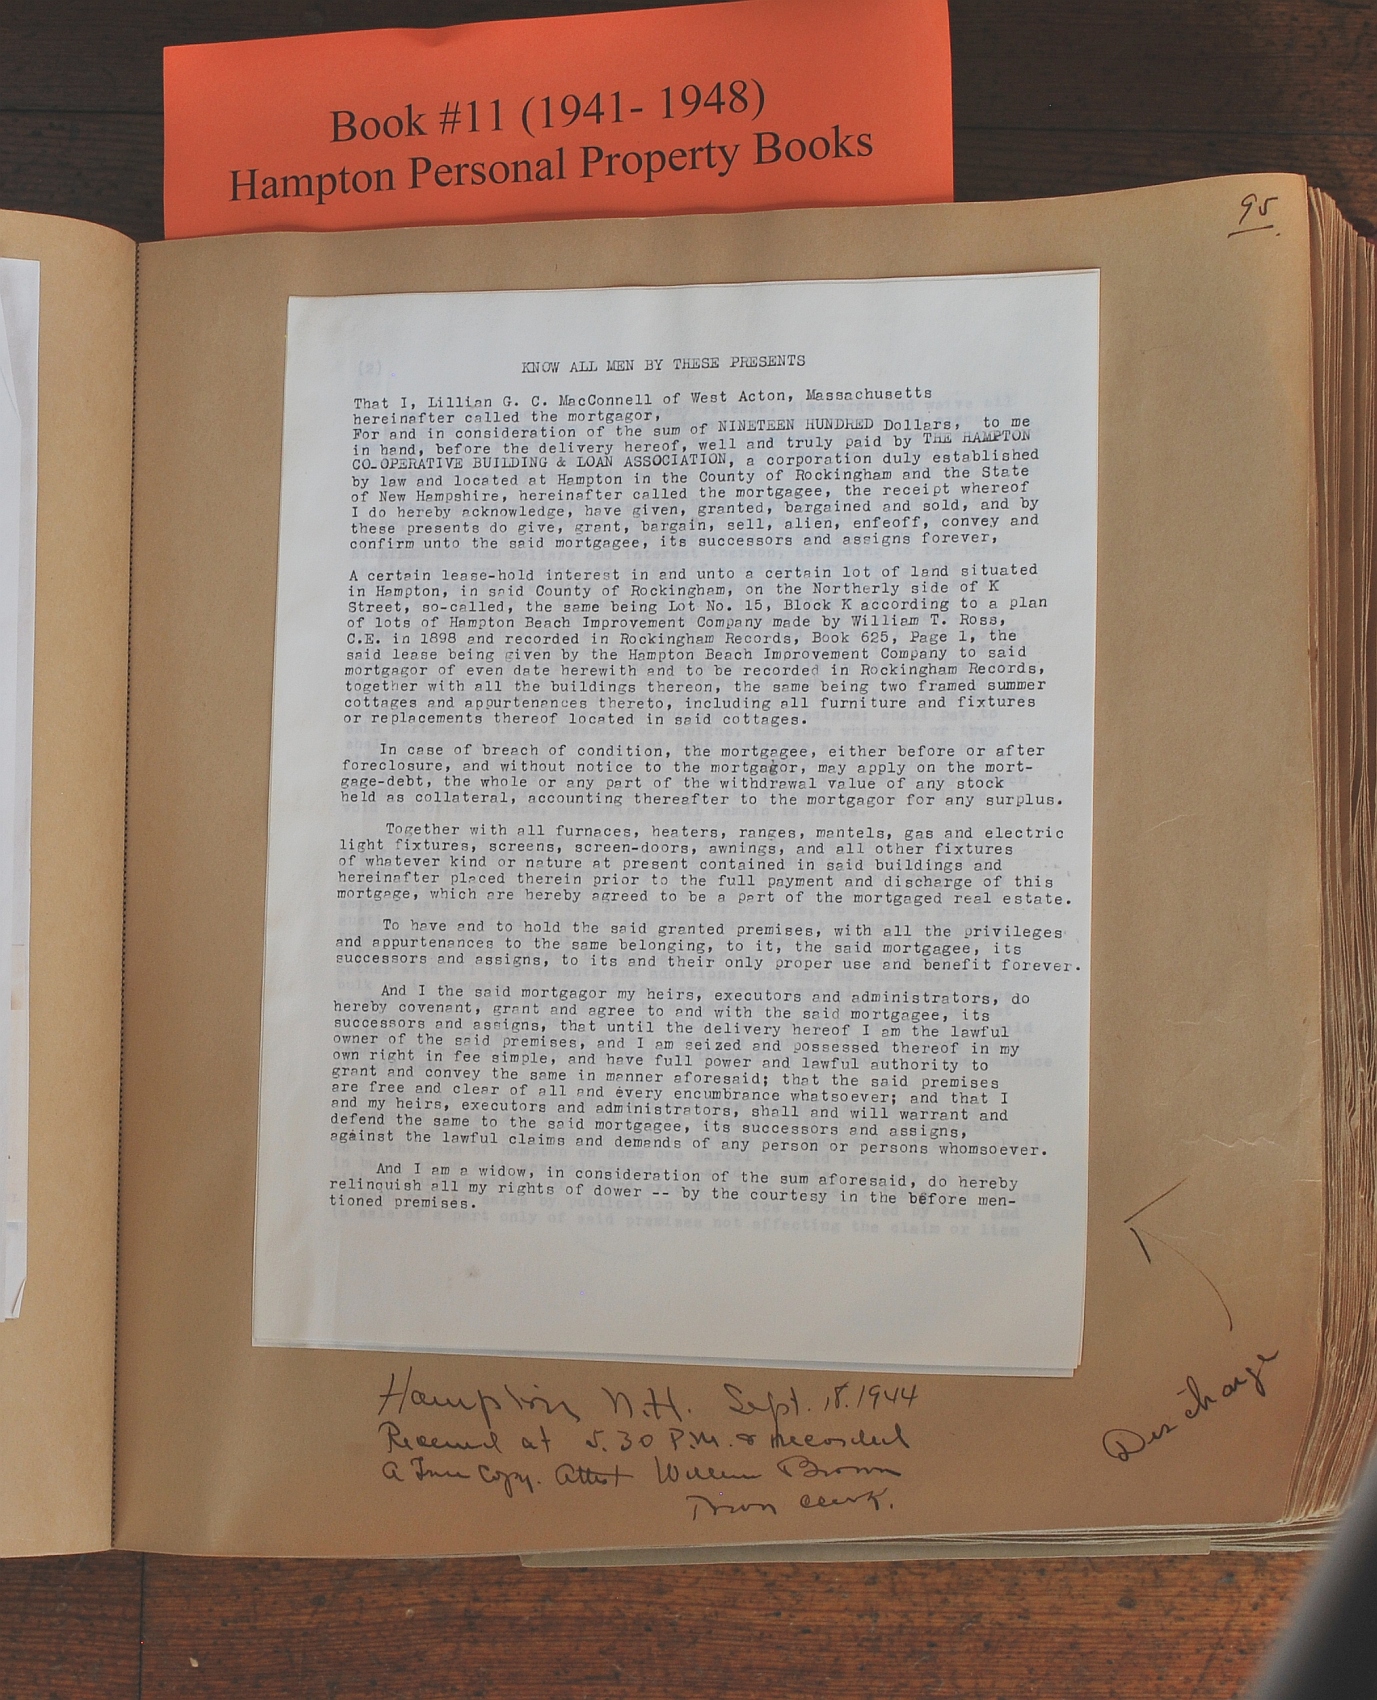 Book #11 (1941- 1948)
Hampton Personal Property Books
95
KNOW ALL MEN BY THESE PRESENTS
That I, Lillian G. C. MacConnell of West Acton, Massachusetts
hereinafter called the mortgagor,
For and in consideration of the sum of NINETEEN HUNDRED Dollars, to me
in hand, before the delivery hereof, well and truly paid by THE HAMPTON
CO-OPERATIVE BUILDING & LOAN ASSOCIATION, a corporation duly established
by law and located at Hampton in the County of Rockingham and the State
of New Hampshire, hereinafter called the mortgagee, the receipt whereof
I do hereby acknowledge, have given, granted, bargained and sold, and by
these presents do give, grant, bargain, sell, alien, enfeoff, convey and
confirm unto the said mortgagee, its successors and assigns forever,
A certain lease-hold interest in and unto a certain lot of land situated
in Hampton, in said County of Rockingham, on the Northerly side of K
Street, so-called, the same being Lot No. 15, Block K according to a plan
of lots of Hampton Beach Improvement Company made by William T. Ross,
C.E. in 1898 and recorded in Rockingham Records, Book 625, Page 1, the
said lease being given by the Hampton Beach Improvement Company to said
mortgagor of even date herewith and to be recorded in Rockingham Records,
together with all the buildings thereon, the same being two framed summer
cottages and appurtenances thereto, including all furniture and fixtures
or replacements thereof located in said cottages.
In case of breach of condition, the mortgagee, either before or after
foreclosure, and without notice to the mortgagor, may apply on the mort-
gage-debt, the whole or any part of the withdrawal value of any stock
held as collateral, accounting thereafter to the mortgagor for any surplus.
Together with all furnaces, heaters, ranges, mantels, gas and electric
light fixtures, screens, screen-doors, awnings, and all other fixtures
of whatever kind or nature at present contained in said buildings and
hereinafter placed therein prior to the full payment and discharge of this
mortgage, which are hereby agreed to be a part of the mortgaged real estate.
To have and to hold the said granted premises, with all the privileges
and appurtenances to the same belonging, to it, the said mortgagee, its
successors and assigns, to its and their only proper use and benefit forever.
And I the said mortgagor my heirs, executors and administrators, do
hereby covenant, grant and agree to and with the said mortgagee, its
successors and assigns, that until the delivery hereof I am the lawful
owner of the said premises, and I am seized and possessed thereof in my
own right in fee simple, and have full power and lawful authority to
grant and convey the same in manner aforesaid; that the said premises
are free and clear of all and every encumbrance whatsoever; and that I
and my heirs, executors and administrators, shall and will warrant and
defend the same to the said mortgagee, its successors and assigns,
against the lawful claims and demands of any person or persons whomsoever.
And I am a widow, in consideration of the sum aforesaid, do hereby
relinquish all my rights of dower -- by the courtesy in the before men-
tioned premises.
Hampton N.H. Sept. 18. 1944
Received at 5.30 P.M. & recorded
A True Copy. Attest William Brown
Town Clerk.
Discharge